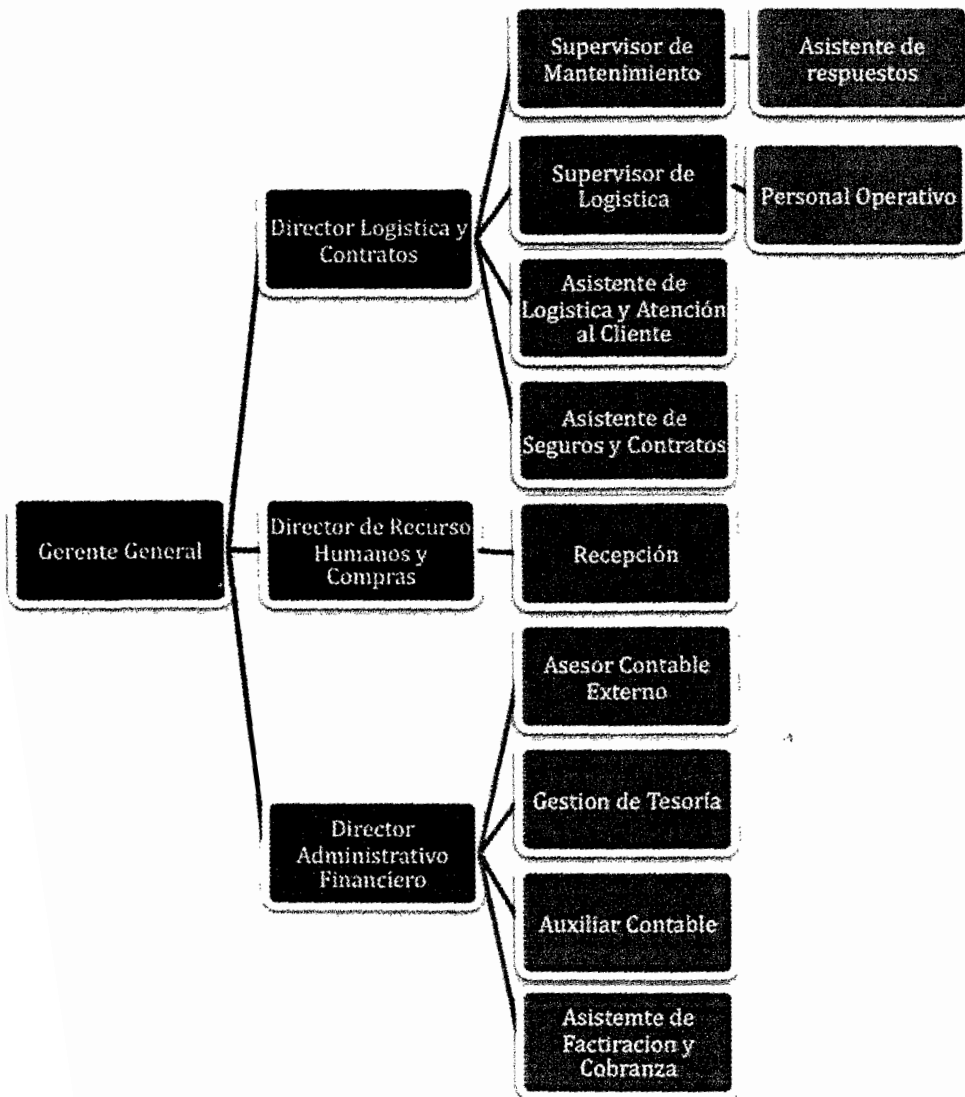 Supervisor de
Mantenimiento
Asistente de
respuestos
Supervisor de
Logistica
Personal Operativo
Director Logistica y
Contratos
Asistente de
Logistica y Atención
al Cliente
Asistente de
Seguros y Contratos
Gerente General
Director de Recurso
Humanos y
Compras
Recepción
Asesor Contable
Externo
Gestion de Tesoría
Director
Administrativo
Financiero
Auxiliar Contable
Asistemte de
Factiracion y
Cobranza